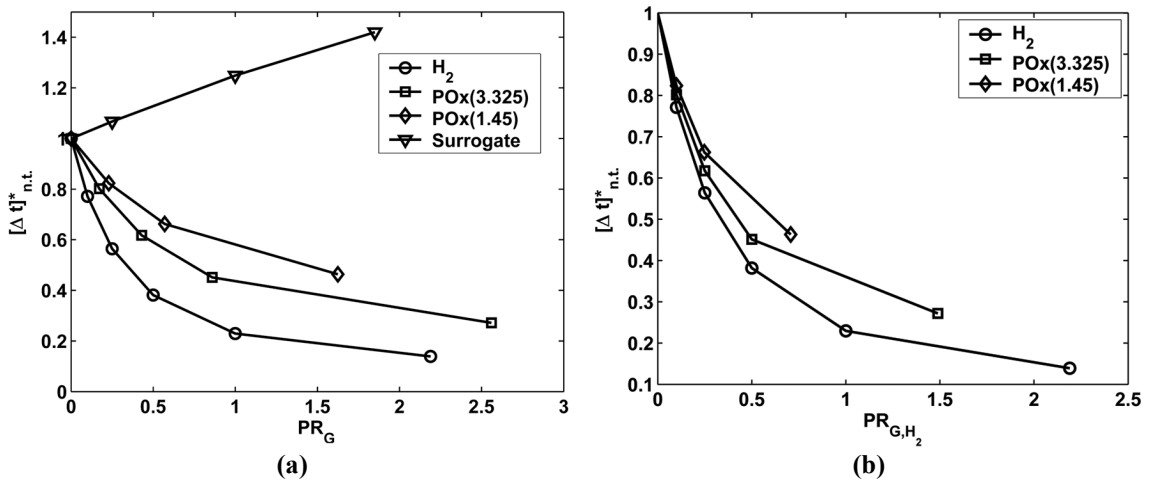 1.4
1.2
1
0.8
0.6
0.4
0.2
0
[Δ t]*n.t.
H2
POx(3.325)
POx(1.45)
Surrogate
0 0.5 1 1.5 2 2.5 3
PRG
(a)
1
0.9
0.8
0.7
0.6
0.5
0.4
0.3
0.2
0.1
[Δ t]*n.t.
H2
POx(3.325)
POx(1.45)
0 0.5 1 1.5 2 2.5
PRG,H2
(b)